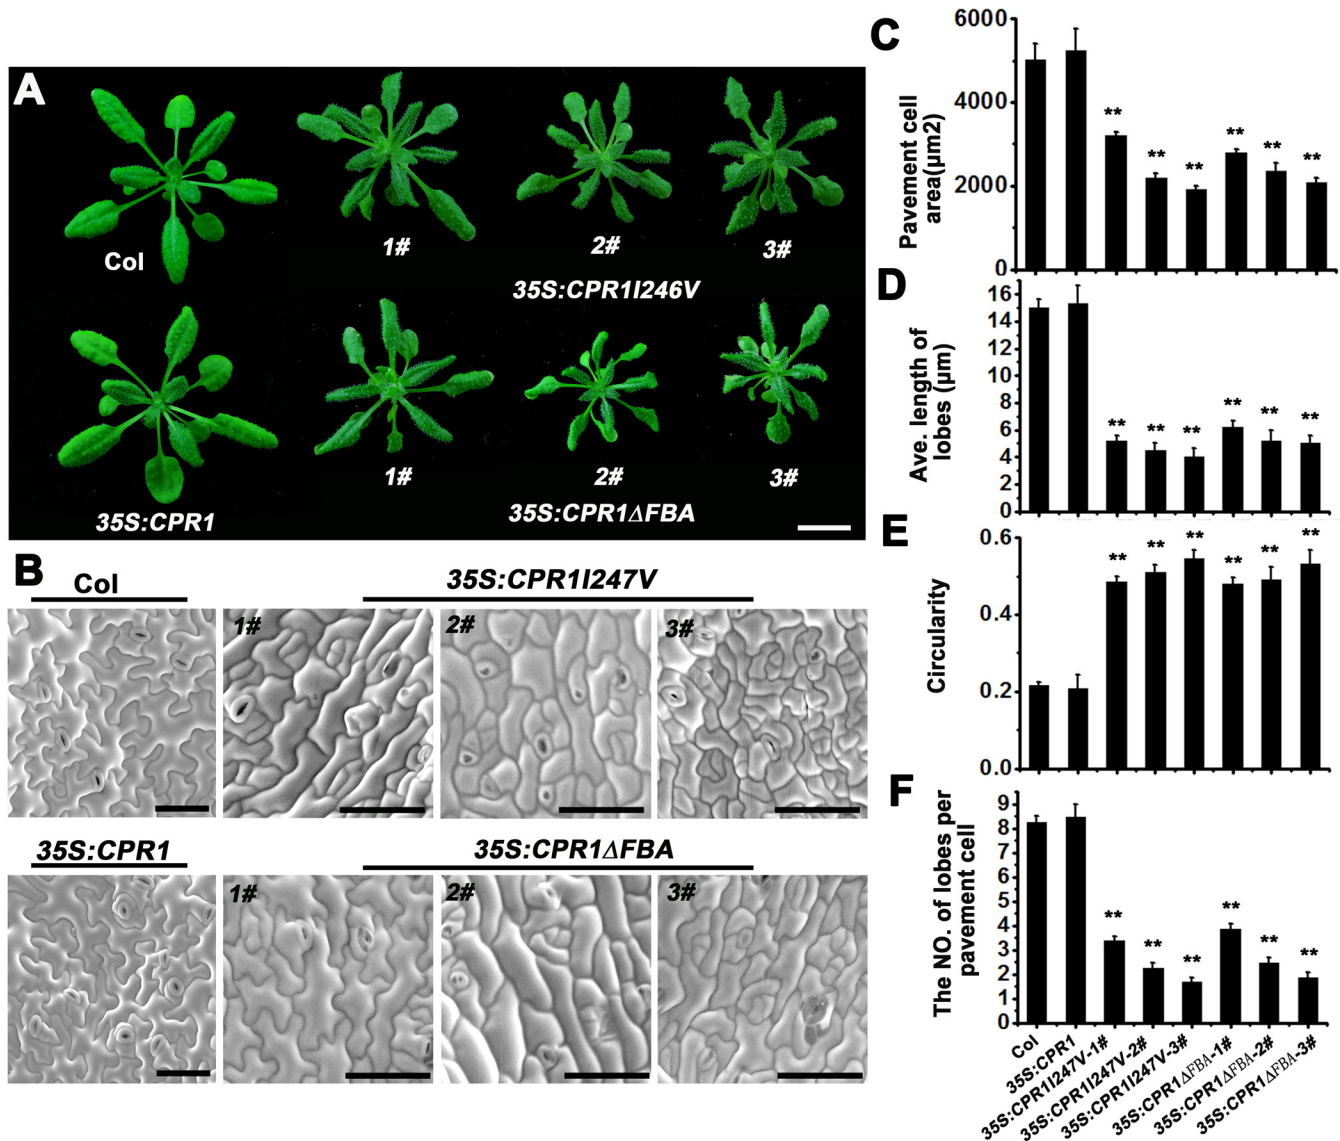 A
Col
1#
2#
3#
35S:CPR1I246V
35S:CPR1
1#
2#
3#
35S:CPR1ΔFBA
B
Col
35S:CPR1I247V
1#
2#
3#
35S:CPR1
35S:CPR1ΔFBA
1#
2#
3#
C
Pavement cell
area(μm2)
6000
4000
2000
0
** ** ** ** ** **
D
Ave. length of
lobes (μm)
16
14
12
10
8
6
4
2
0
** ** ** ** ** **
E
Circularity
0.6
0.4
0.2
0.0
** ** ** ** ** **
F
The NO. of lobes per
pavement cell
9
8
7
6
5
4
3
2
1
0
** ** ** ** ** **
Col
35S:CPR1
35S:CPR1I247V-1#
35S:CPR1I247V-2#
35S:CPR1I247V-3#
35S:CPR1ΔFBA-1#
35S:CPR1ΔFBA-2#
35S:CPR1ΔFBA-3#